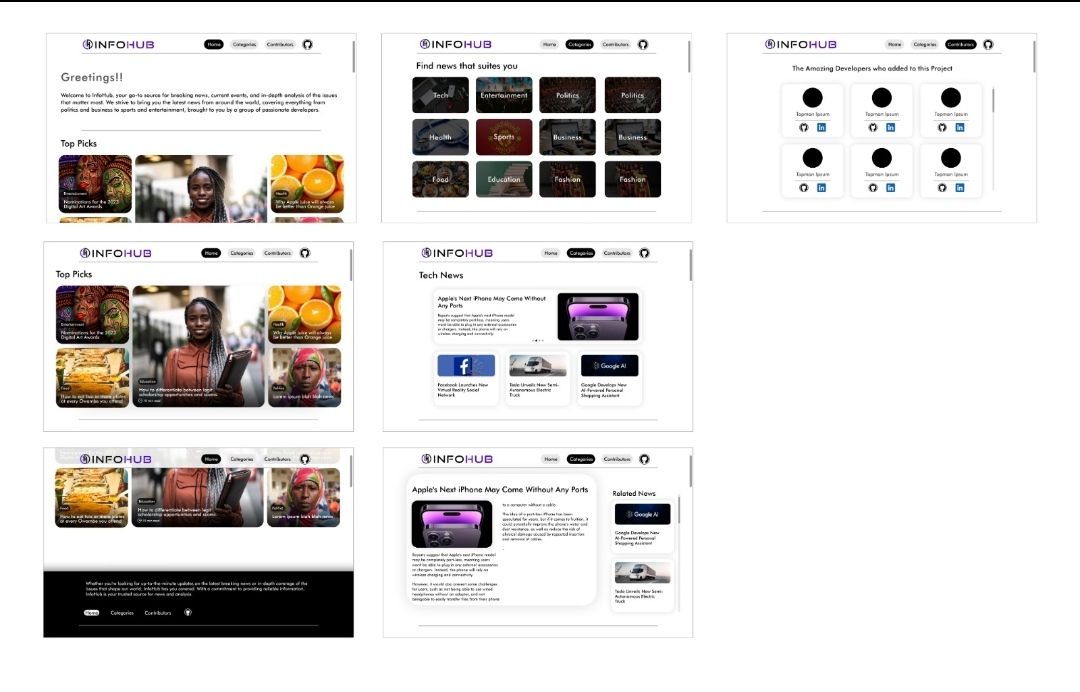 INFOHUB
Home Categories Contributors
Greetings!!
Welcome to InfoHub, your go-to source for breaking news, current events, and in-depth analysis of the issues
that matter most. We strive to bring you the latest news from around the world, covering everything from
politics and business to sports and entertainment, brought to you by a group of passionate developers.
Top Picks
Entertainment
Nominations for the 2023
Digital Art Awards
Health
Why Apple juice will always
be better than Orange juice
INFOHUB
Home Categories Contributors
Find news that suites you
Tech Entertainment Politics Politics
Health Sports Business Business
Food Education Fashion Fashion
INFOHUB
Home Categories Contributors
The Amazing Developers who added to this Project
Topman Ipsum Topman Ipsum Topman Ipsum
Topman Ipsum Topman Ipsum Topman Ipsum
INFOHUB
Home Categories Contributors
Top Picks
Entertainment
Nominations for the 2023
Digital Art Awards
Health
Why Apple juice will always
be better than Orange juice
Food
How to eat two or more plates
at every Owambe you attend
Education
How to differentiate between legit
scholarship opportunities and scams
10 min read
Politics
Lorem ipsum blah blah news
INFOHUB
Home Categories Contributors
Tech News
Apple's Next iPhone May Come Without
Any Ports
Reports suggest that Apple's next iPhone model
may be completely port-less, meaning users
won't be able to plug in any external accessories
or chargers. Instead, the phone will rely on
wireless charging and connectivity.
Facebook Launches New
Virtual Reality Social
Network
Tesla Unveils New Semi-
Autonomous Electric
Truck
Google AI
Google Develops New
AI-Powered Personal
Shopping Assistant
INFOHUB
Home Categories Contributors
Food
How to eat two or more plates
at every Owambe you attend
Education
How to differentiate between legit
scholarship opportunities and scams
10 min read
Politics
Lorem ipsum blah blah news
Whether you're looking for up-to-the-minute updates on the latest breaking news or in-depth coverage of the
issues that shape our world, InfoHub has you covered. With a commitment to providing reliable information,
InfoHub is your trusted source for news and analysis
Home Categories Contributors
INFOHUB
Home Categories Contributors
Apple's Next iPhone May Come Without Any Ports
Reports suggest that Apple's next iPhone model
may be completely port-less, meaning users
won't be able to plug in any external accessories
or chargers. Instead, the phone will rely on
wireless charging and connectivity.
However, it would also present some challenges
for users, such as not being able to use wired
headphones without an adapter, and not
beingable to easily transfer files from their phone
to a computer without a cable.
The idea of a port-less iPhone has been
speculated for years, but if it comes to fruition, it
could potentially improve the phone's water and
dust resistance, as well as reduce the risk of
physical damage caused by repeated insertion
and removal of cables.
Related News
Google AI
Google Develops New
AI-Powered Personal
Shopping Assistant
Tesla Unveils New Semi-
Autonomous Electric
Truck